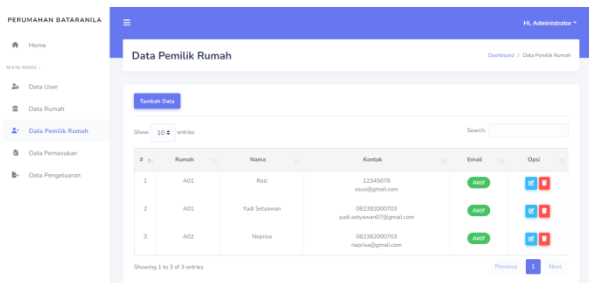 PERUMAHAN BATARANILA
Hi, Administrator
Home
MAIN MENU :
Data User
Data Rumah
Data Pemilik Rumah
Data Pemasukan
Data Pengeluaran
Data Pemilik Rumah
Dashboard / Data Pemilik Rumah
Tambah Data
Show 10 entries
Search:
# Rumah Nama Kontak Email Opsi
1 A01 Rozi 12345678 Aktif
asus@gmail.com
2 A01 Yudi Setyawan 082382000703 Aktif
yudi.setyawan07@gmail.com
3 A02 Neprisa 082382000703 Aktif
neprisa@gmail.com
Showing 1 to 3 of 3 entries
Previous 1 Next